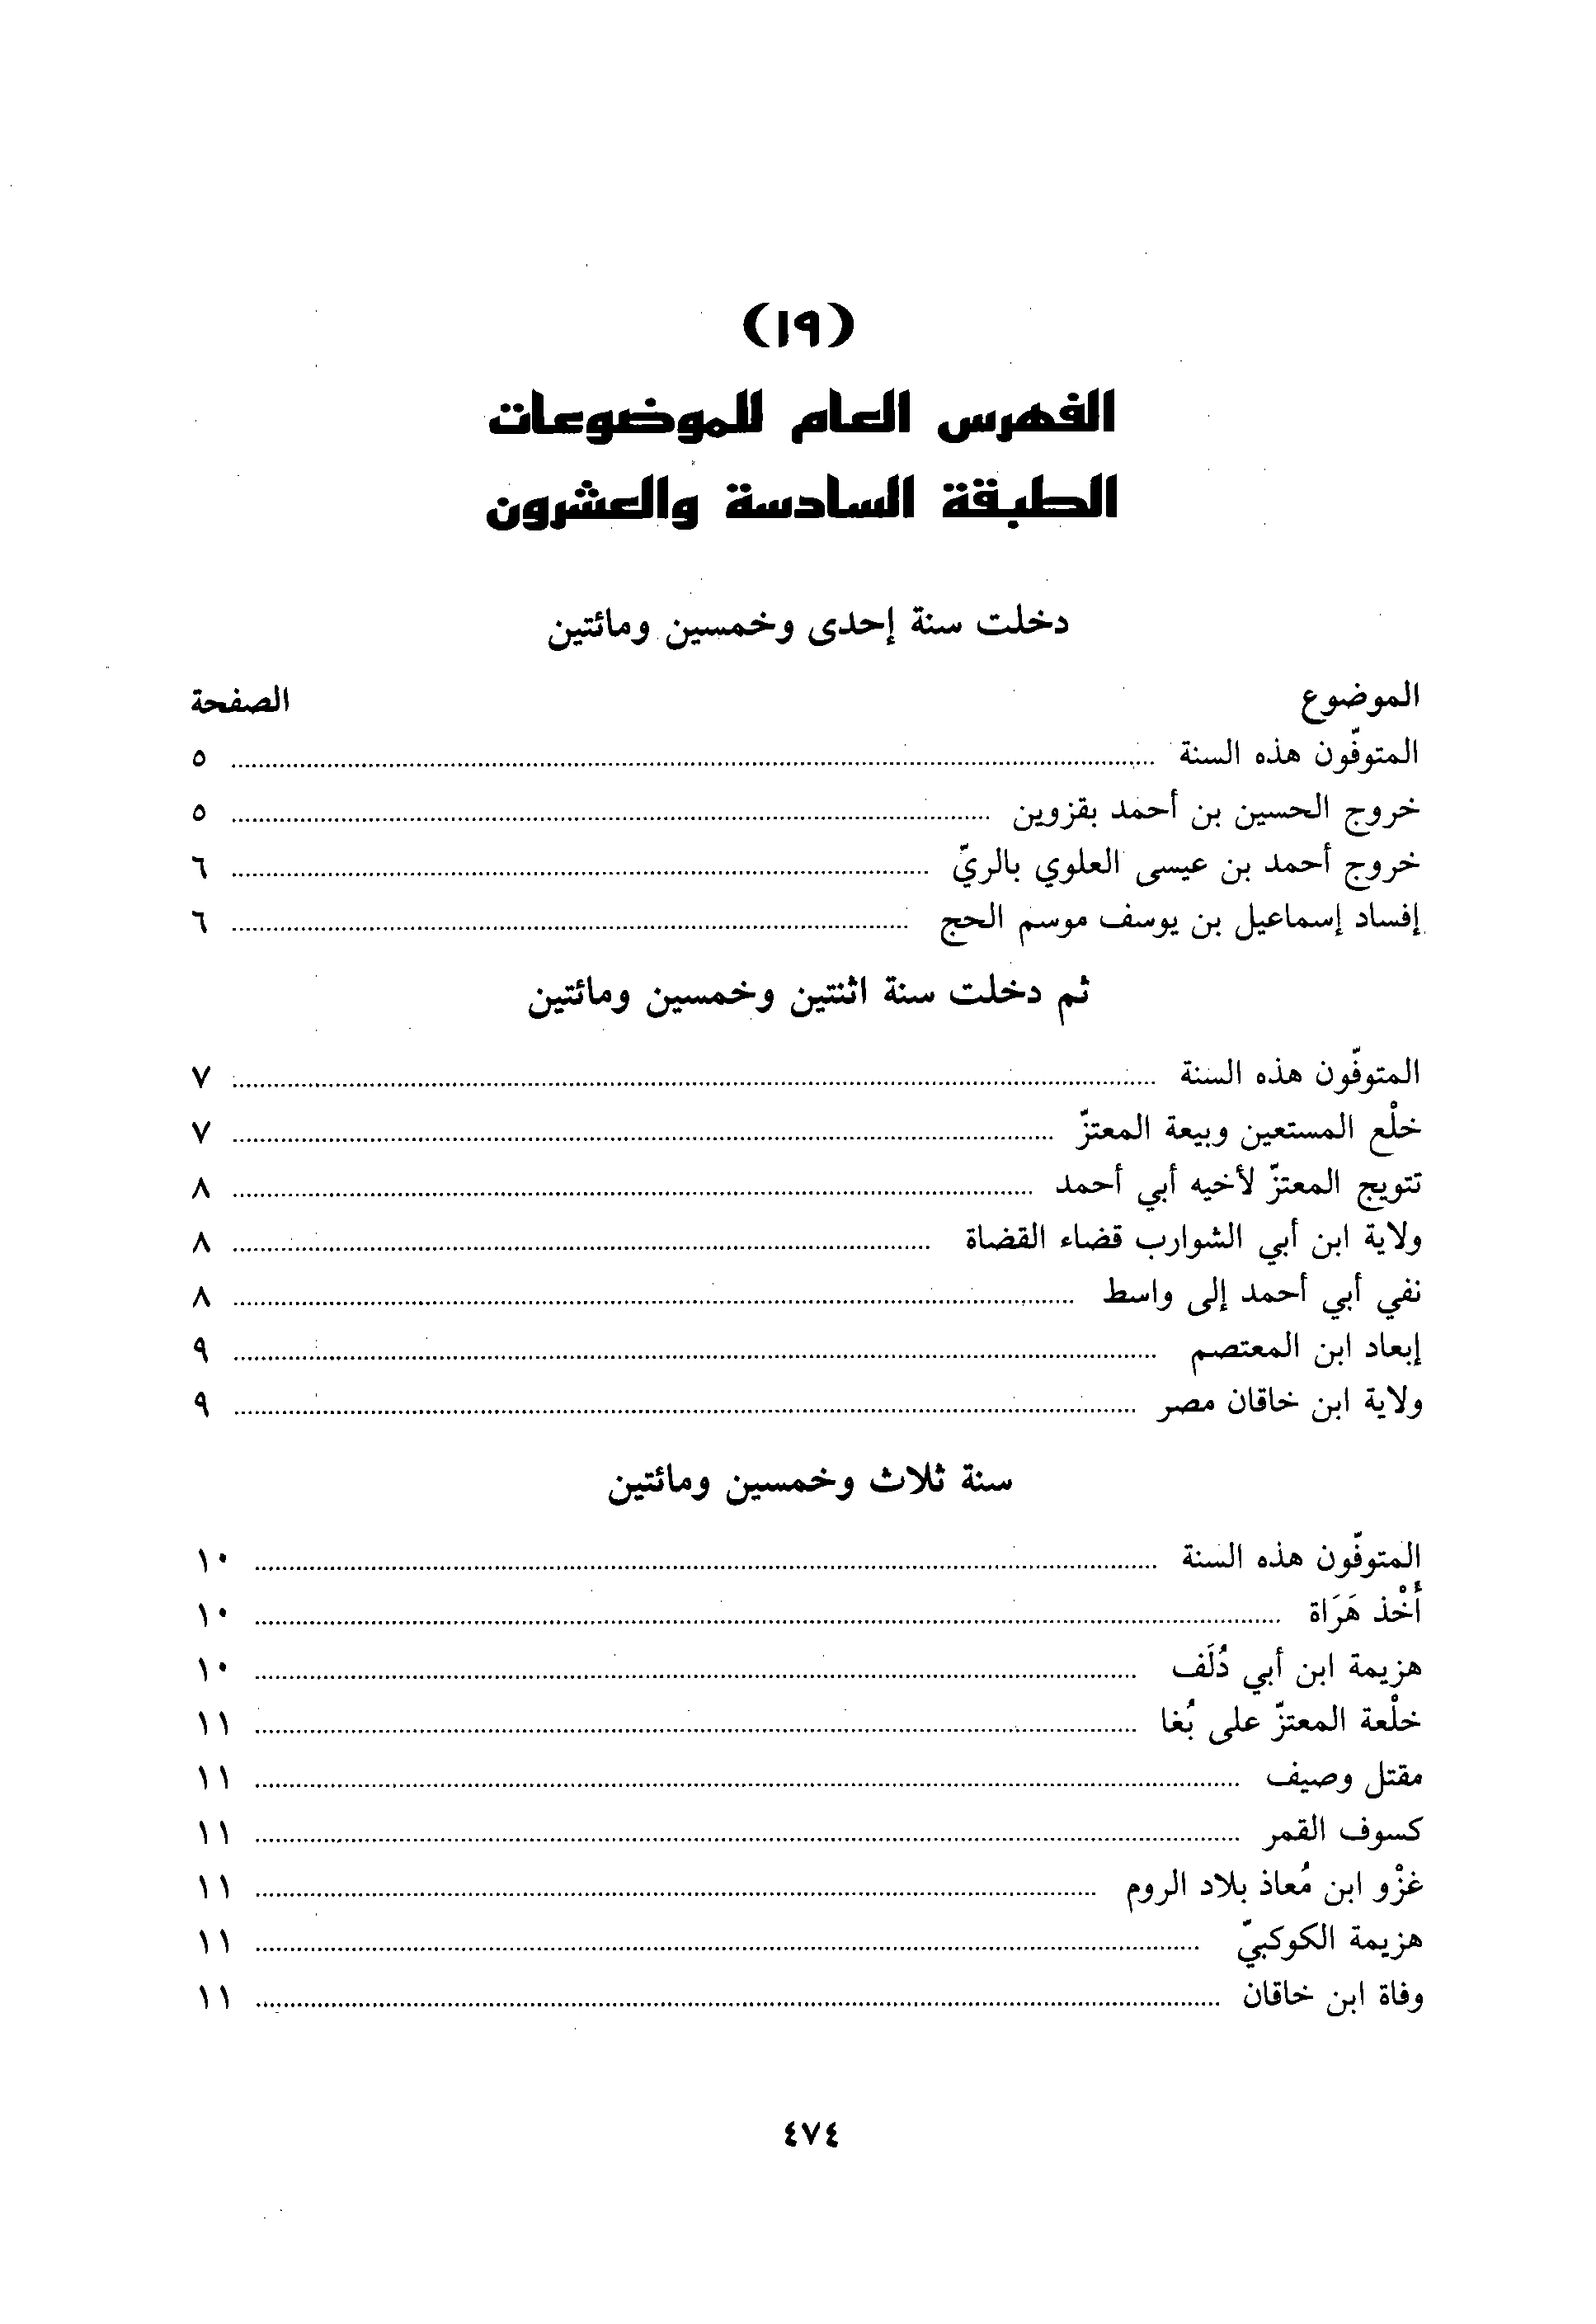 (١٩)
الفهرس العام للموضوعات
الطبقة السادسة والعشرون
دخلت سنة إحدى وخمسين ومائتين
الموضوع الصفحة
المتوفّون هذه السنة ................ ٥
خروج الحسين بن أحمد بقزوين ................ ٥
خروج أحمد بن عيسى العلوي بالريّ ................ ٦
إفساد إسماعيل بن يوسف موسم الحج ................ ٦
ثم دخلت سنة اثنتين وخمسين ومائتين
المتوفّون هذه السنة ................ ٧
خلْع المستعين وبيعة المعتزّ ................ ٧
تتويج المعتزّ لأخيه أبي أحمد ................ ٨
ولاية ابن أبي الشوارب قضاء القضاة ................ ٨
نفي أبي أحمد إلى واسط ................ ٨
إبعاد ابن المعتصم ................ ٩
ولاية ابن خاقان مصر ................ ٩
سنة ثلاث وخمسين ومائتين
المتوفّون هذه السنة ................ ١٠
أَخْذ هَرَاة ................ ١٠
هزيمة ابن أبي دُلَف ................ ١٠
خلْعة المعتزّ على بُغا ................ ١١
مقتل وصيف ................ ١١
كسوف القمر ................ ١١
غزْو ابن مُعاذ بلاد الروم ................ ١١
هزيمة الكوكبيّ ................ ١١
وفاة ابن خاقان ................ ١١
٤٧٤